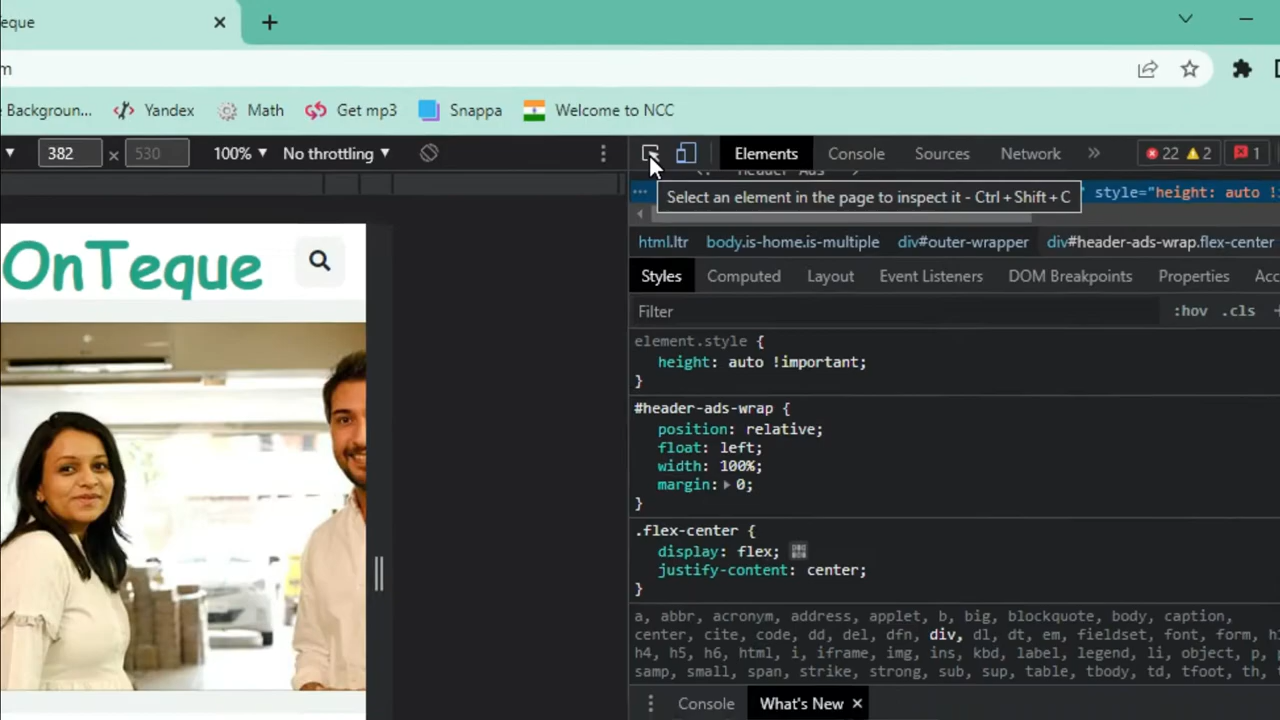 eque
m
e Backgroun... Yandex Math Get mp3 Snappa Welcome to NCC
382 x 530 100% No throttling Elements Console Sources Network » 22 2 1
Header Ads
Select an element in the page to inspect it - Ctrl + Shift + C
... " style="height: auto !
html.ltr body.is-home.is-multiple div#outer-wrapper div#header-ads-wrap.flex-center
OnTeque
Styles Computed Layout Event Listeners DOM Breakpoints Properties Acc
Filter :hov .cls +
element.style {
height: auto !important;
}
#header-ads-wrap {
position: relative;
float: left;
width: 100%;
margin: 0;
}
.flex-center {
display: flex;
justify-content: center;
}
a, abbr, acronym, address, applet, b, big, blockquote, body, caption,
center, cite, code, dd, del, dfn, div, dl, dt, em, fieldset, font, form,
h4, h5, h6, html, i, iframe, img, ins, kbd, label, legend, li, object, p,
samp, small, span, strike, strong, sub, sup, table, tbody, td, tfoot, th,
Console What's New ×